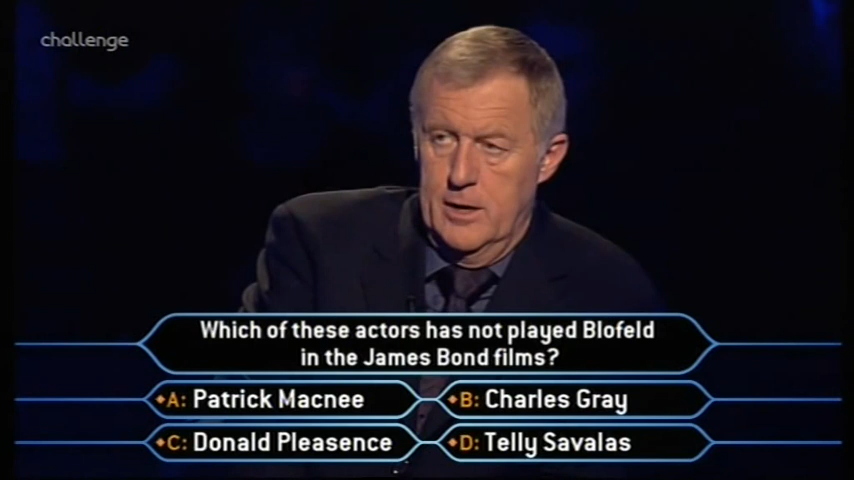 challenge
Which of these actors has not played Blofeld
in the James Bond films?
A: Patrick Macnee
B: Charles Gray
C: Donald Pleasence
D: Telly Savalas